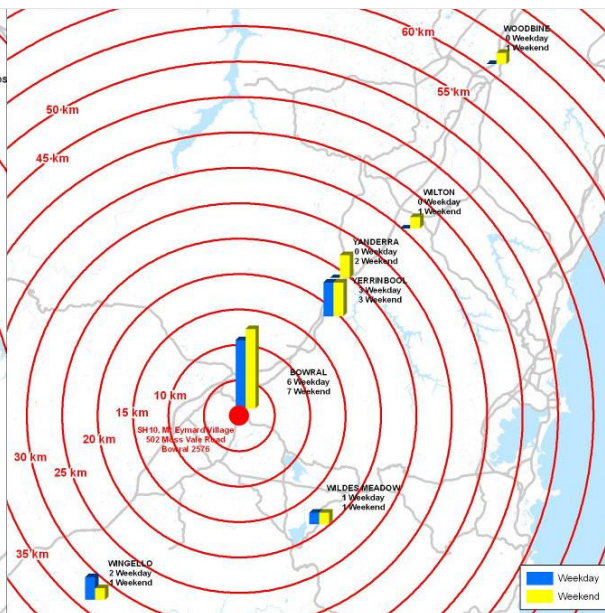 60 km
WOODBINE
0 Weekday
1 Weekend
55 km
50 km
45 km
WILTON
0 Weekday
1 Weekend
YANDERRA
0 Weekday
2 Weekend
YERRINBOOL
3 Weekday
3 Weekend
BOWRAL
6 Weekday
7 Weekend
10 km
15 km
SH10. Mt Eymard Village
502 Moss Vale Road
Bowral 2576
20 km
30 km
25 km
WILDES MEADOW
1 Weekday
1 Weekend
35 km
WINGELLO
2 Weekday
1 Weekend
Weekday
Weekend